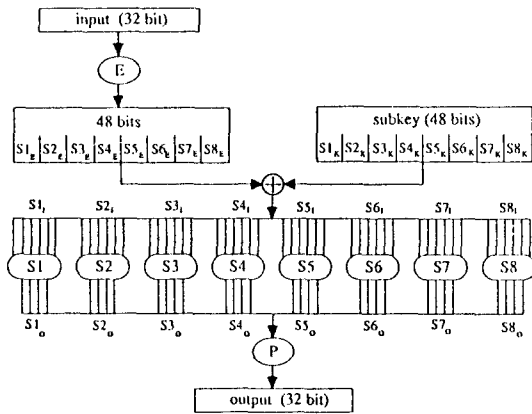 input (32 bit)
E
48 bits
subkey (48 bits)
S1E S2E S3E S4E S5E S6E S7E S8E
S1K S2K S3K S4K S5K S6K S7K S8K
S1I S2I S3I S4I S5I S6I S7I S8I
S1 S2 S3 S4 S5 S6 S7 S8
S1O S2O S3O S4O S5O S6O S7O S8O
P
output (32 bit)